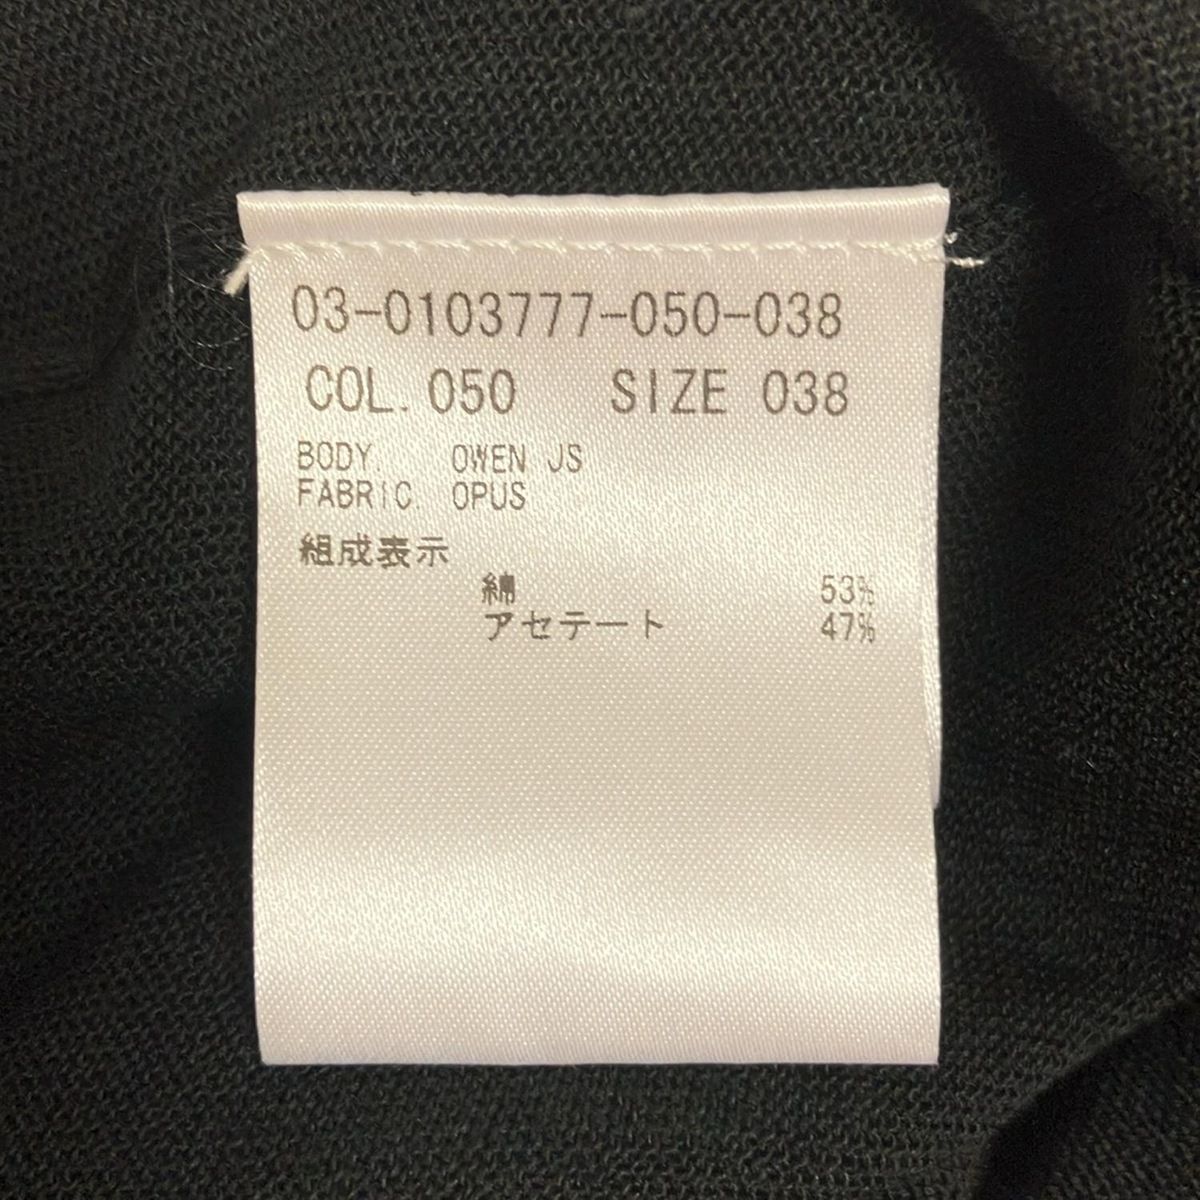 03-0103777-050-038
COL. 050 SIZE 038
BODY. OWEN JS
FABRIC. OPUS
組成表示
綿 53%
アセテート 47%